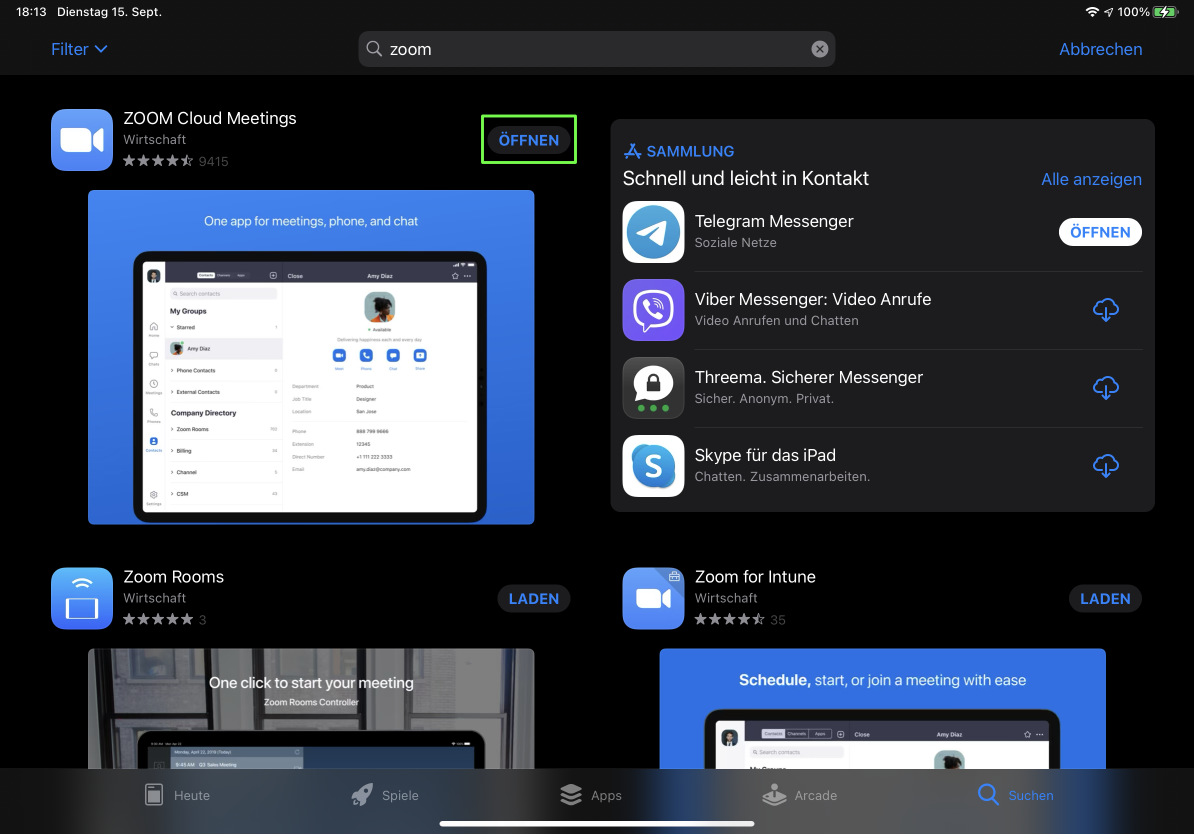 18:13 Dienstag 15. Sept.
100%
Filter
zoom
Abbrechen
ZOOM Cloud Meetings
Wirtschaft
9415
ÖFFNEN
One app for meetings, phone, and chat
Contacts Channels Apps
Close
Amy Diaz
Search contacts
My Groups
Starred
Amy Diaz
Phone Contacts
External Contacts
Company Directory
Zoom Rooms
Billing
Channel
CSM
Home
Chats
Meetings
Phones
Contacts
Settings
Available
Delivering happiness each and every day
Meet Phone Chat
Department Product
Job Title Designer
Location San Jose
Phone 888 799 9666
Extension 12345
Direct Number +1 111 222 3333
Email amy.diaz@company.com
SAMMLUNG
Schnell und leicht in Kontakt
Alle anzeigen
Telegram Messenger
Soziale Netze
ÖFFNEN
Viber Messenger: Video Anrufe
Video Anrufen und Chatten
Threema. Sicherer Messenger
Sicher. Anonym. Privat.
Skype für das iPad
Chatten. Zusammenarbeiten.
Zoom Rooms
Wirtschaft
3
LADEN
One click to start your meeting
Zoom Rooms Controller
Monday, April 22, 2019 (Today)
9:45 AM Q3 Sales Meeting
Zoom for Intune
Wirtschaft
35
LADEN
Schedule, start, or join a meeting with ease
Contacts Channels Apps
Close
Amy Diaz
Search contacts
My Groups
Heute
Spiele
Apps
Arcade
Suchen